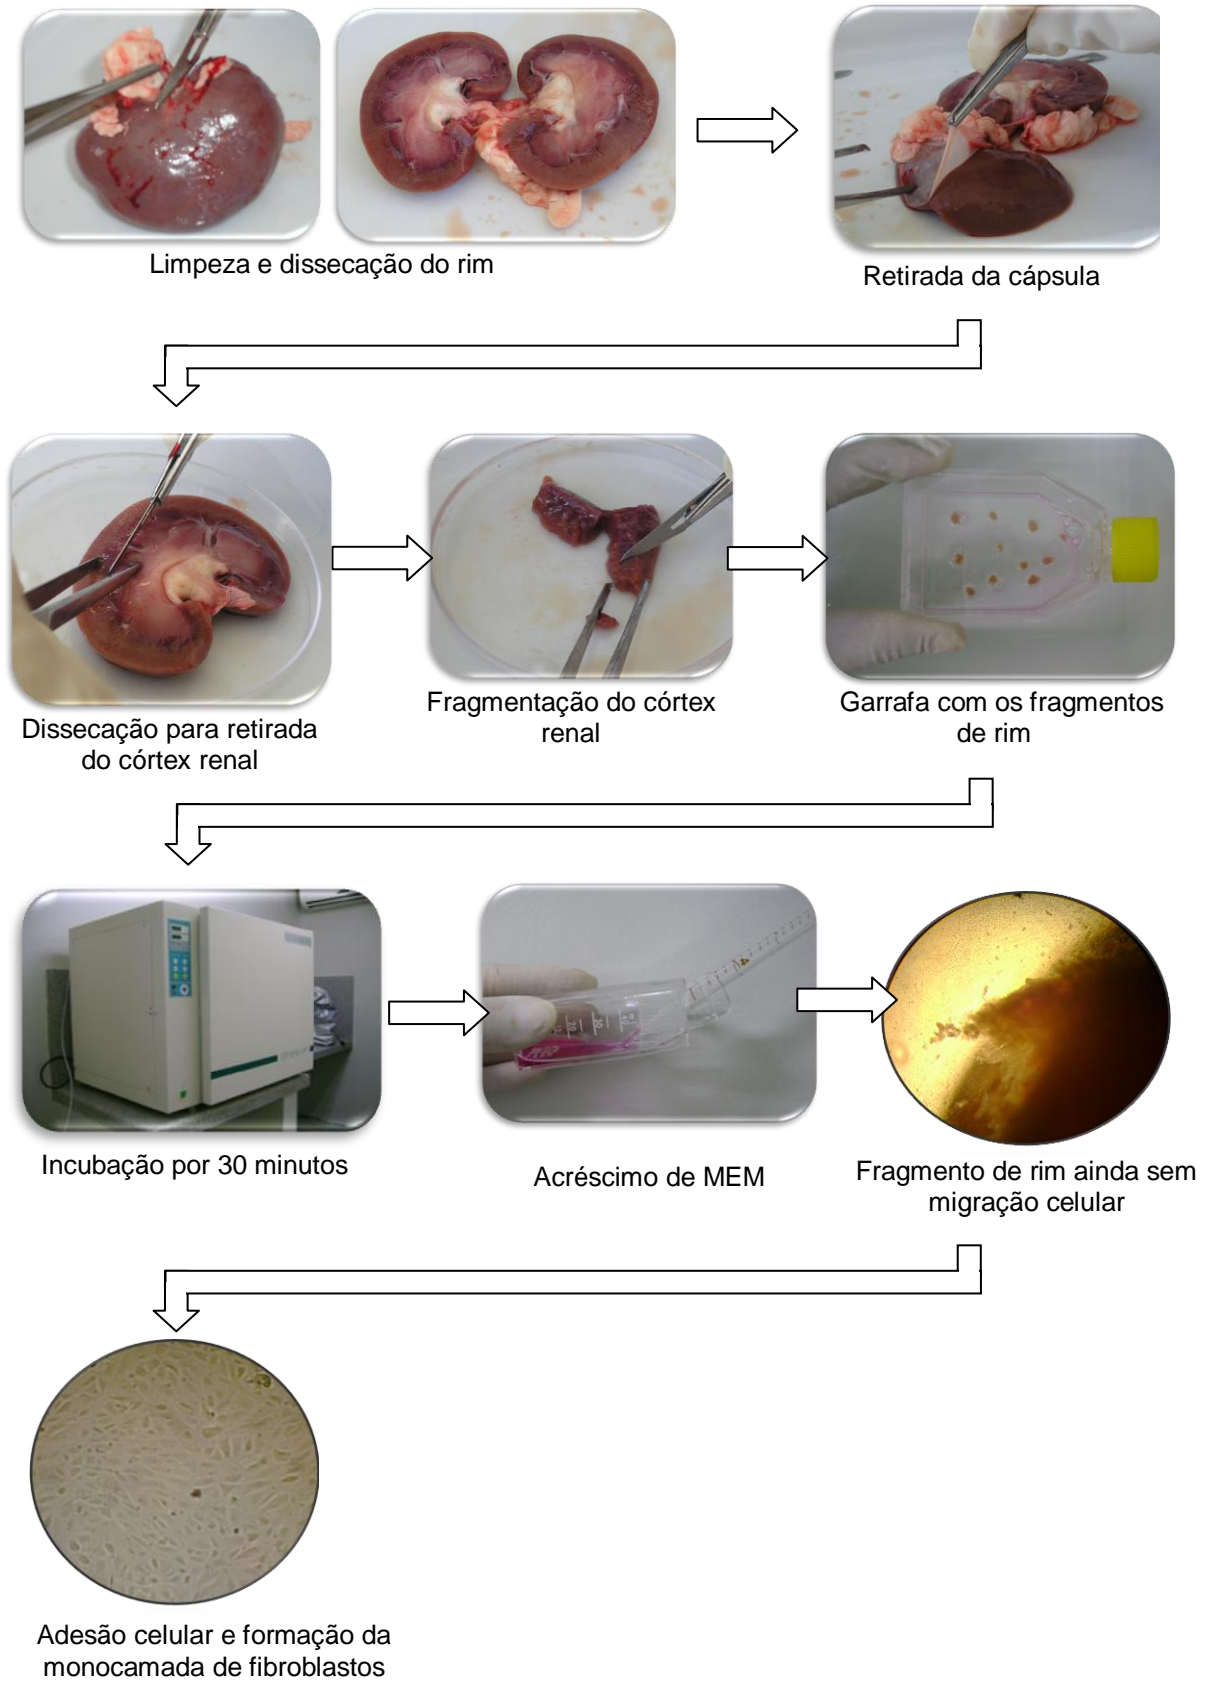 Limpeza e dissecação do rim
Retirada da cápsula
Dissecação para retirada
do córtex renal
Fragmentação do córtex
renal
Garrafa com os fragmentos
de rim
Incubação por 30 minutos
Acréscimo de MEM
Fragmento de rim ainda sem
migração celular
Adesão celular e formação da
monocamada de fibroblastos